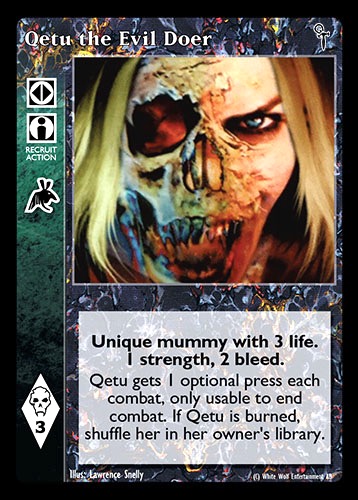 Qetu the Evil Doer
RECRUIT
ACTION
Unique mummy with 3 life.
1 strength, 2 bleed.
Qetu gets 1 optional press each
combat, only usable to end
combat. If Qetu is burned,
shuffle her in her owner's library.
3
Illus: Lawrence Snelly
(C) White Wolf Entertainment AB